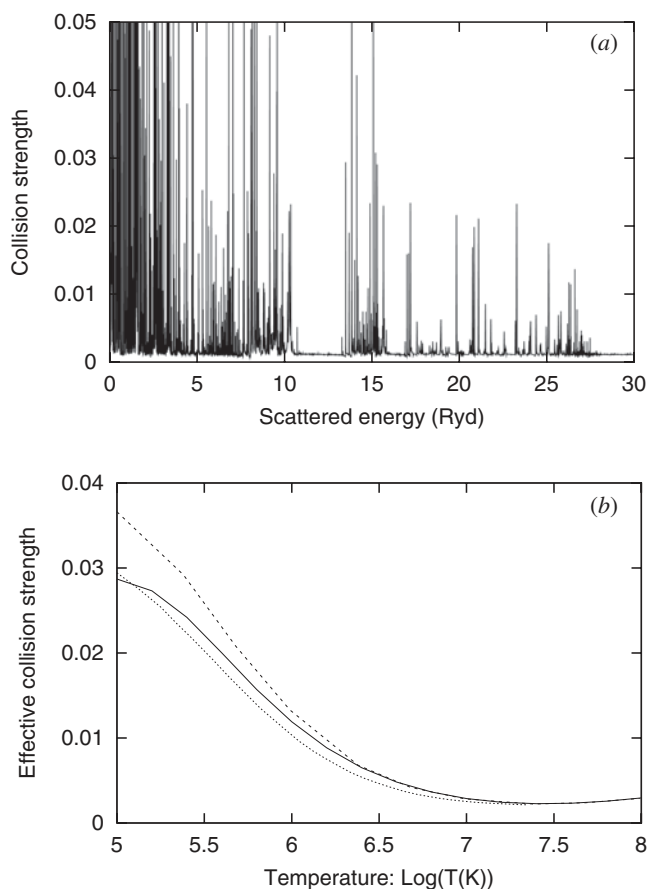 (a)
0.05
0.04
0.03
0.02
0.01
0
Collision strength
0 5 10 15 20 25 30
Scattered energy (Ryd)
(b)
0.04
0.03
0.02
0.01
0
Effective collision strength
5 5.5 6 6.5 7 7.5 8
Temperature: Log(T(K))